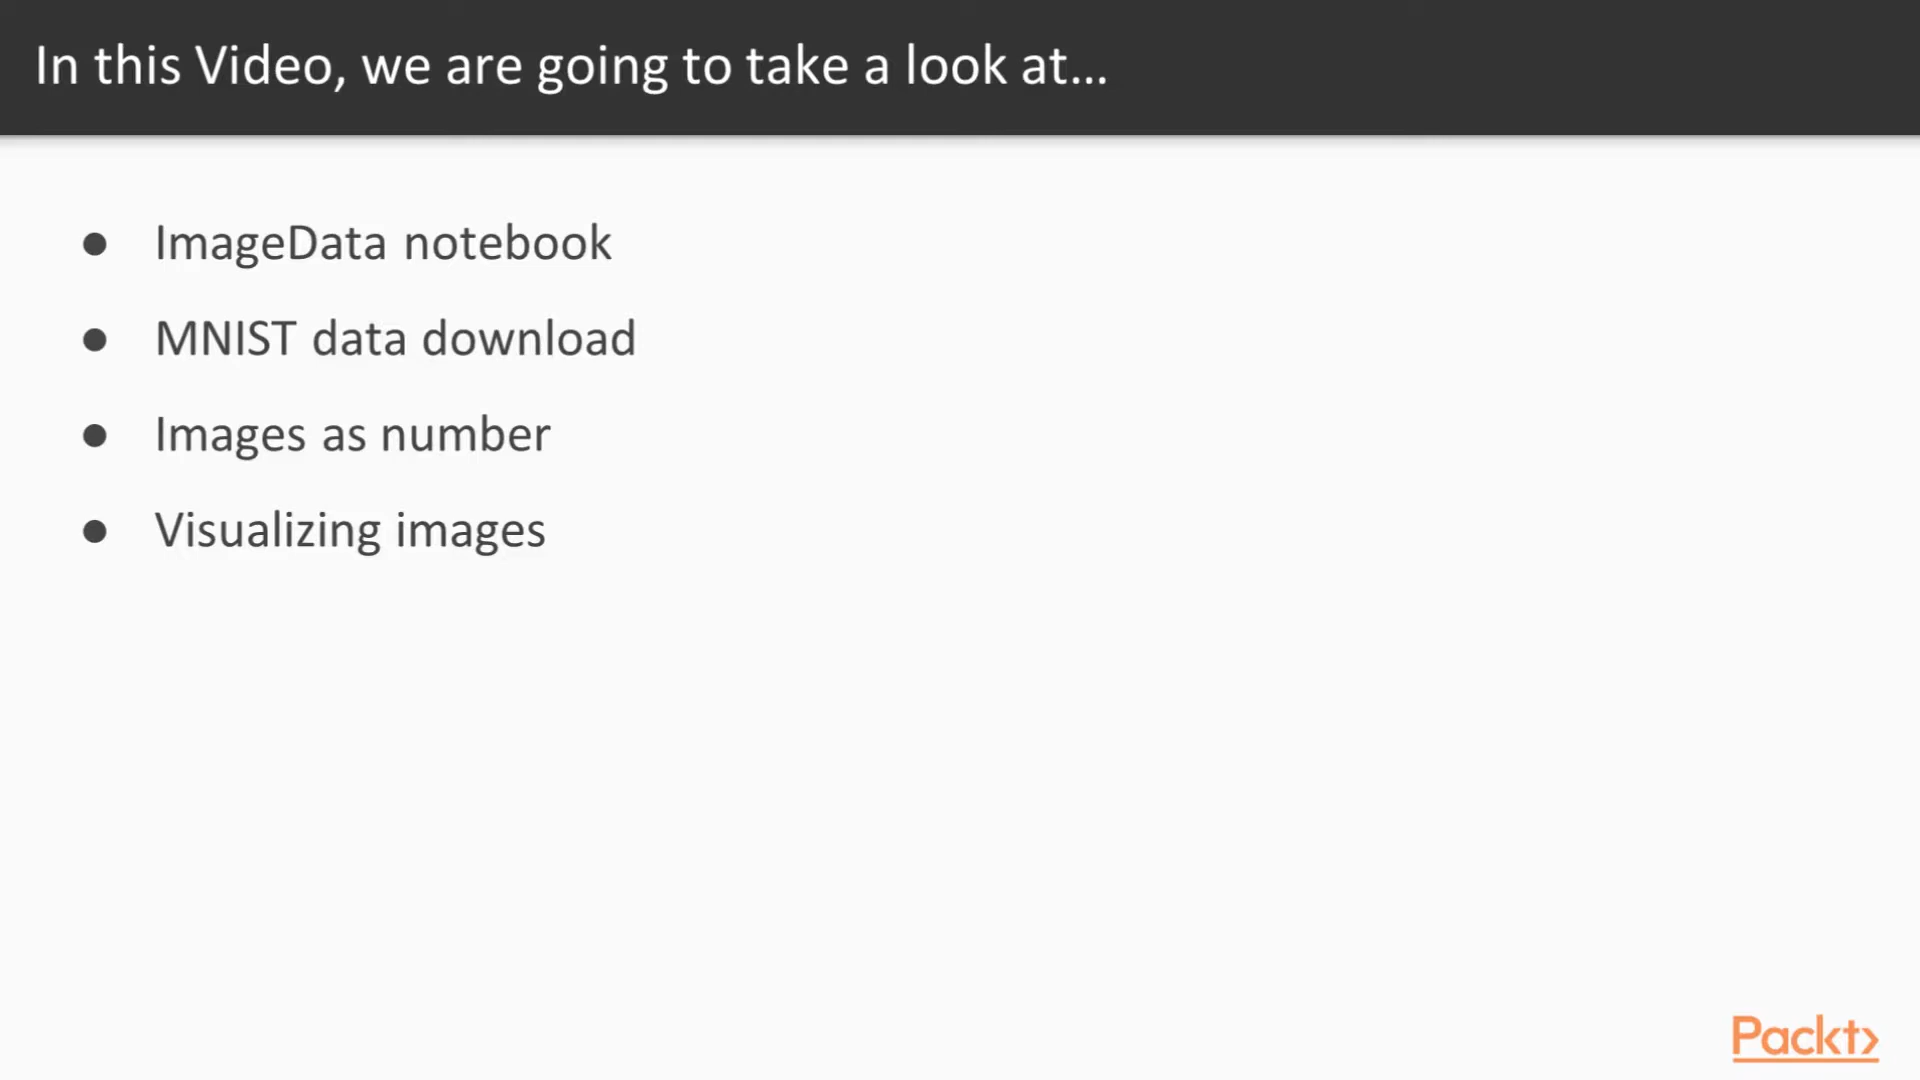 In this Video, we are going to take a look at...
● ImageData notebook
● MNIST data download
● Images as number
● Visualizing images
Packt>